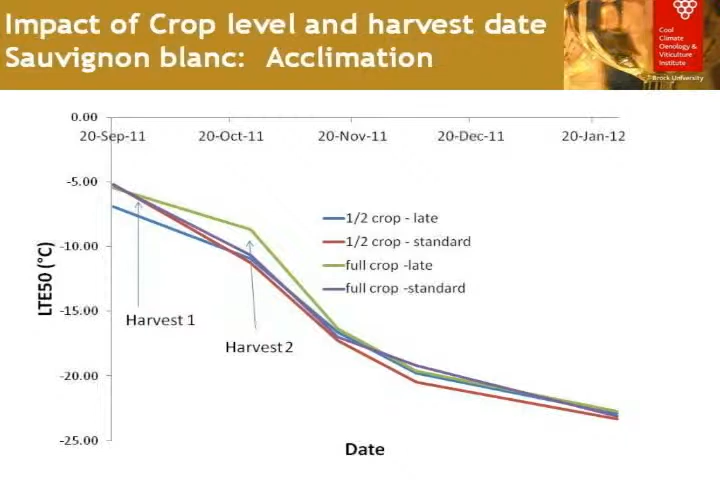 Impact of Crop level and harvest date
Sauvignon blanc: Acclimation
Cool
Climate
Oenology &
Viticulture
Institute
Brock University
0.00
20-Sep-11 20-Oct-11 20-Nov-11 20-Dec-11 20-Jan-12
-5.00
1/2 crop - late
1/2 crop - standard
-10.00
full crop -late
full crop -standard
LTE50 (°C)
-15.00
Harvest 1
Harvest 2
-20.00
-25.00
Date